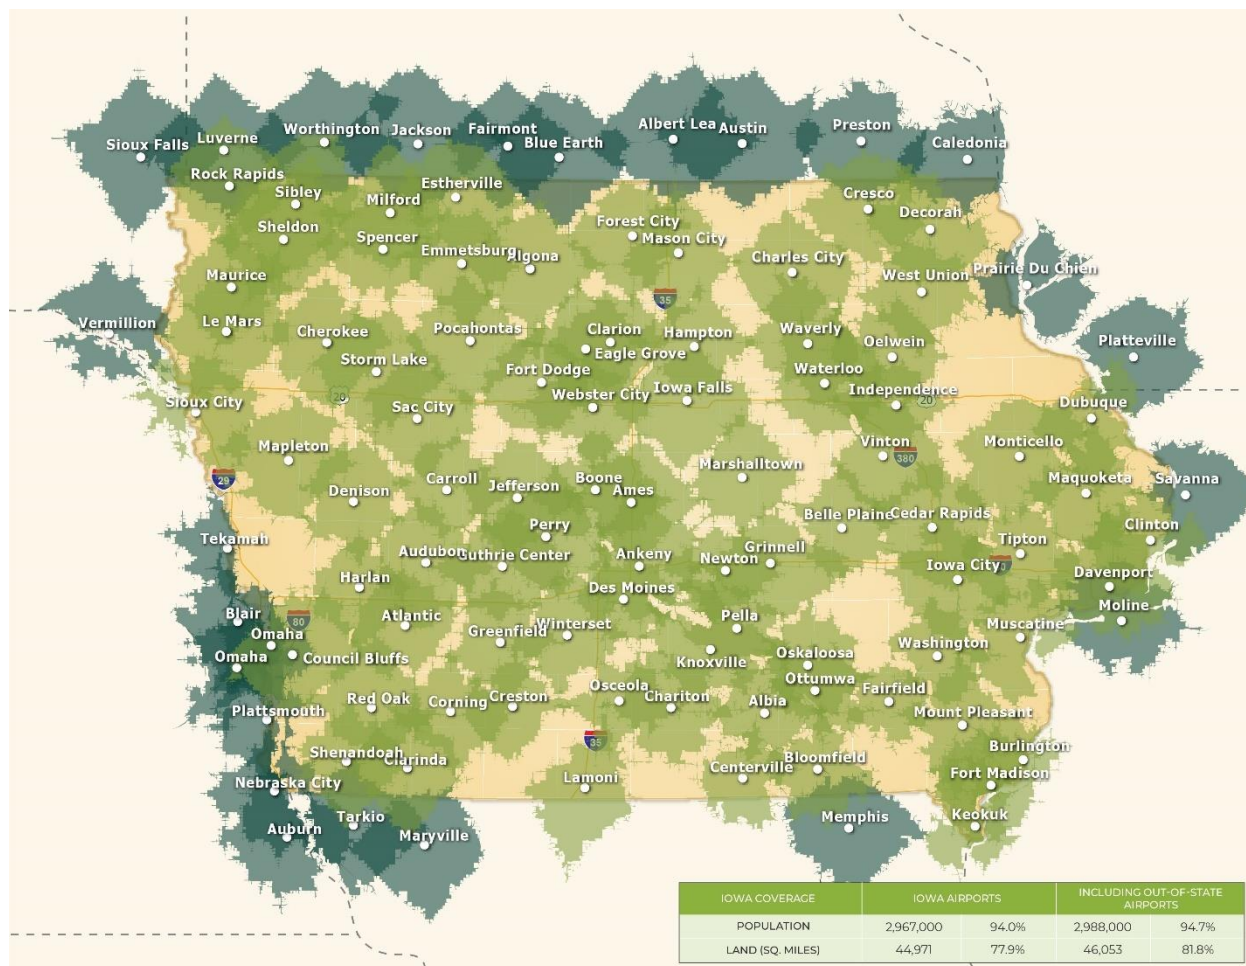 Sioux Falls
Luverne
Worthington
Jackson
Fairmont
Blue Earth
Albert Lea
Austin
Preston
Caledonia
Rock Rapids
Sibley
Milford
Estherville
Cresco
Decorah
Sheldon
Spencer
Emmetsburg
Algona
Forest City
Mason City
Charles City
West Union
Prairie Du Chien
Maurice
35
Vermillion
Le Mars
Cherokee
Pocahontas
Clarion
Hampton
Waverly
Oelwein
Platteville
Storm Lake
Eagle Grove
Fort Dodge
Waterloo
Sioux City
20
Sac City
Webster City
Iowa Falls
Independence
20
Dubuque
Mapleton
Vinton
380
Monticello
29
Denison
Carroll
Jefferson
Boone
Ames
Marshalltown
Maquoketa
Savanna
Perry
Belle Plaine
Cedar Rapids
Clinton
Tekamah
Audubon
Guthrie Center
Ankeny
Newton
Grinnell
Tipton
Iowa City
Harlan
Des Moines
Davenport
Blair
80
Atlantic
Moline
Omaha
Greenfield
Winterset
Pella
Muscatine
Omaha
Council Bluffs
Knoxville
Oskaloosa
Washington
Plattsmouth
Red Oak
Corning
Creston
Osceola
Chariton
Ottumwa
Albia
Fairfield
Mount Pleasant
Shenandoah
Clarinda
35
Burlington
Nebraska City
Lamoni
Centerville
Bloomfield
Fort Madison
Auburn
Tarkio
Maryville
Memphis
Keokuk
IOWA COVERAGE IOWA AIRPORTS INCLUDING OUT-OF-STATE
AIRPORTS
POPULATION 2,967,000 94.0% 2,988,000 94.7%
LAND (SQ. MILES) 44,971 77.9% 46,053 81.8%